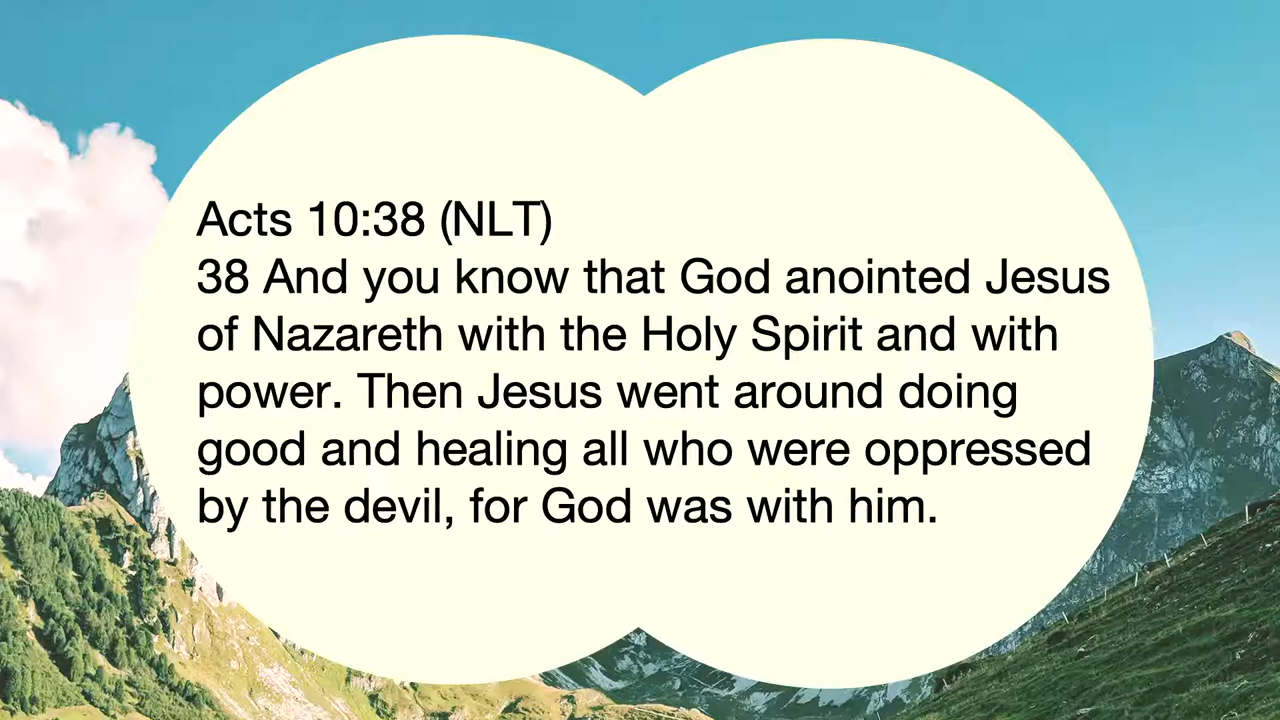 Acts 10:38 (NLT)
38 And you know that God anointed Jesus
of Nazareth with the Holy Spirit and with
power. Then Jesus went around doing
good and healing all who were oppressed
by the devil, for God was with him.